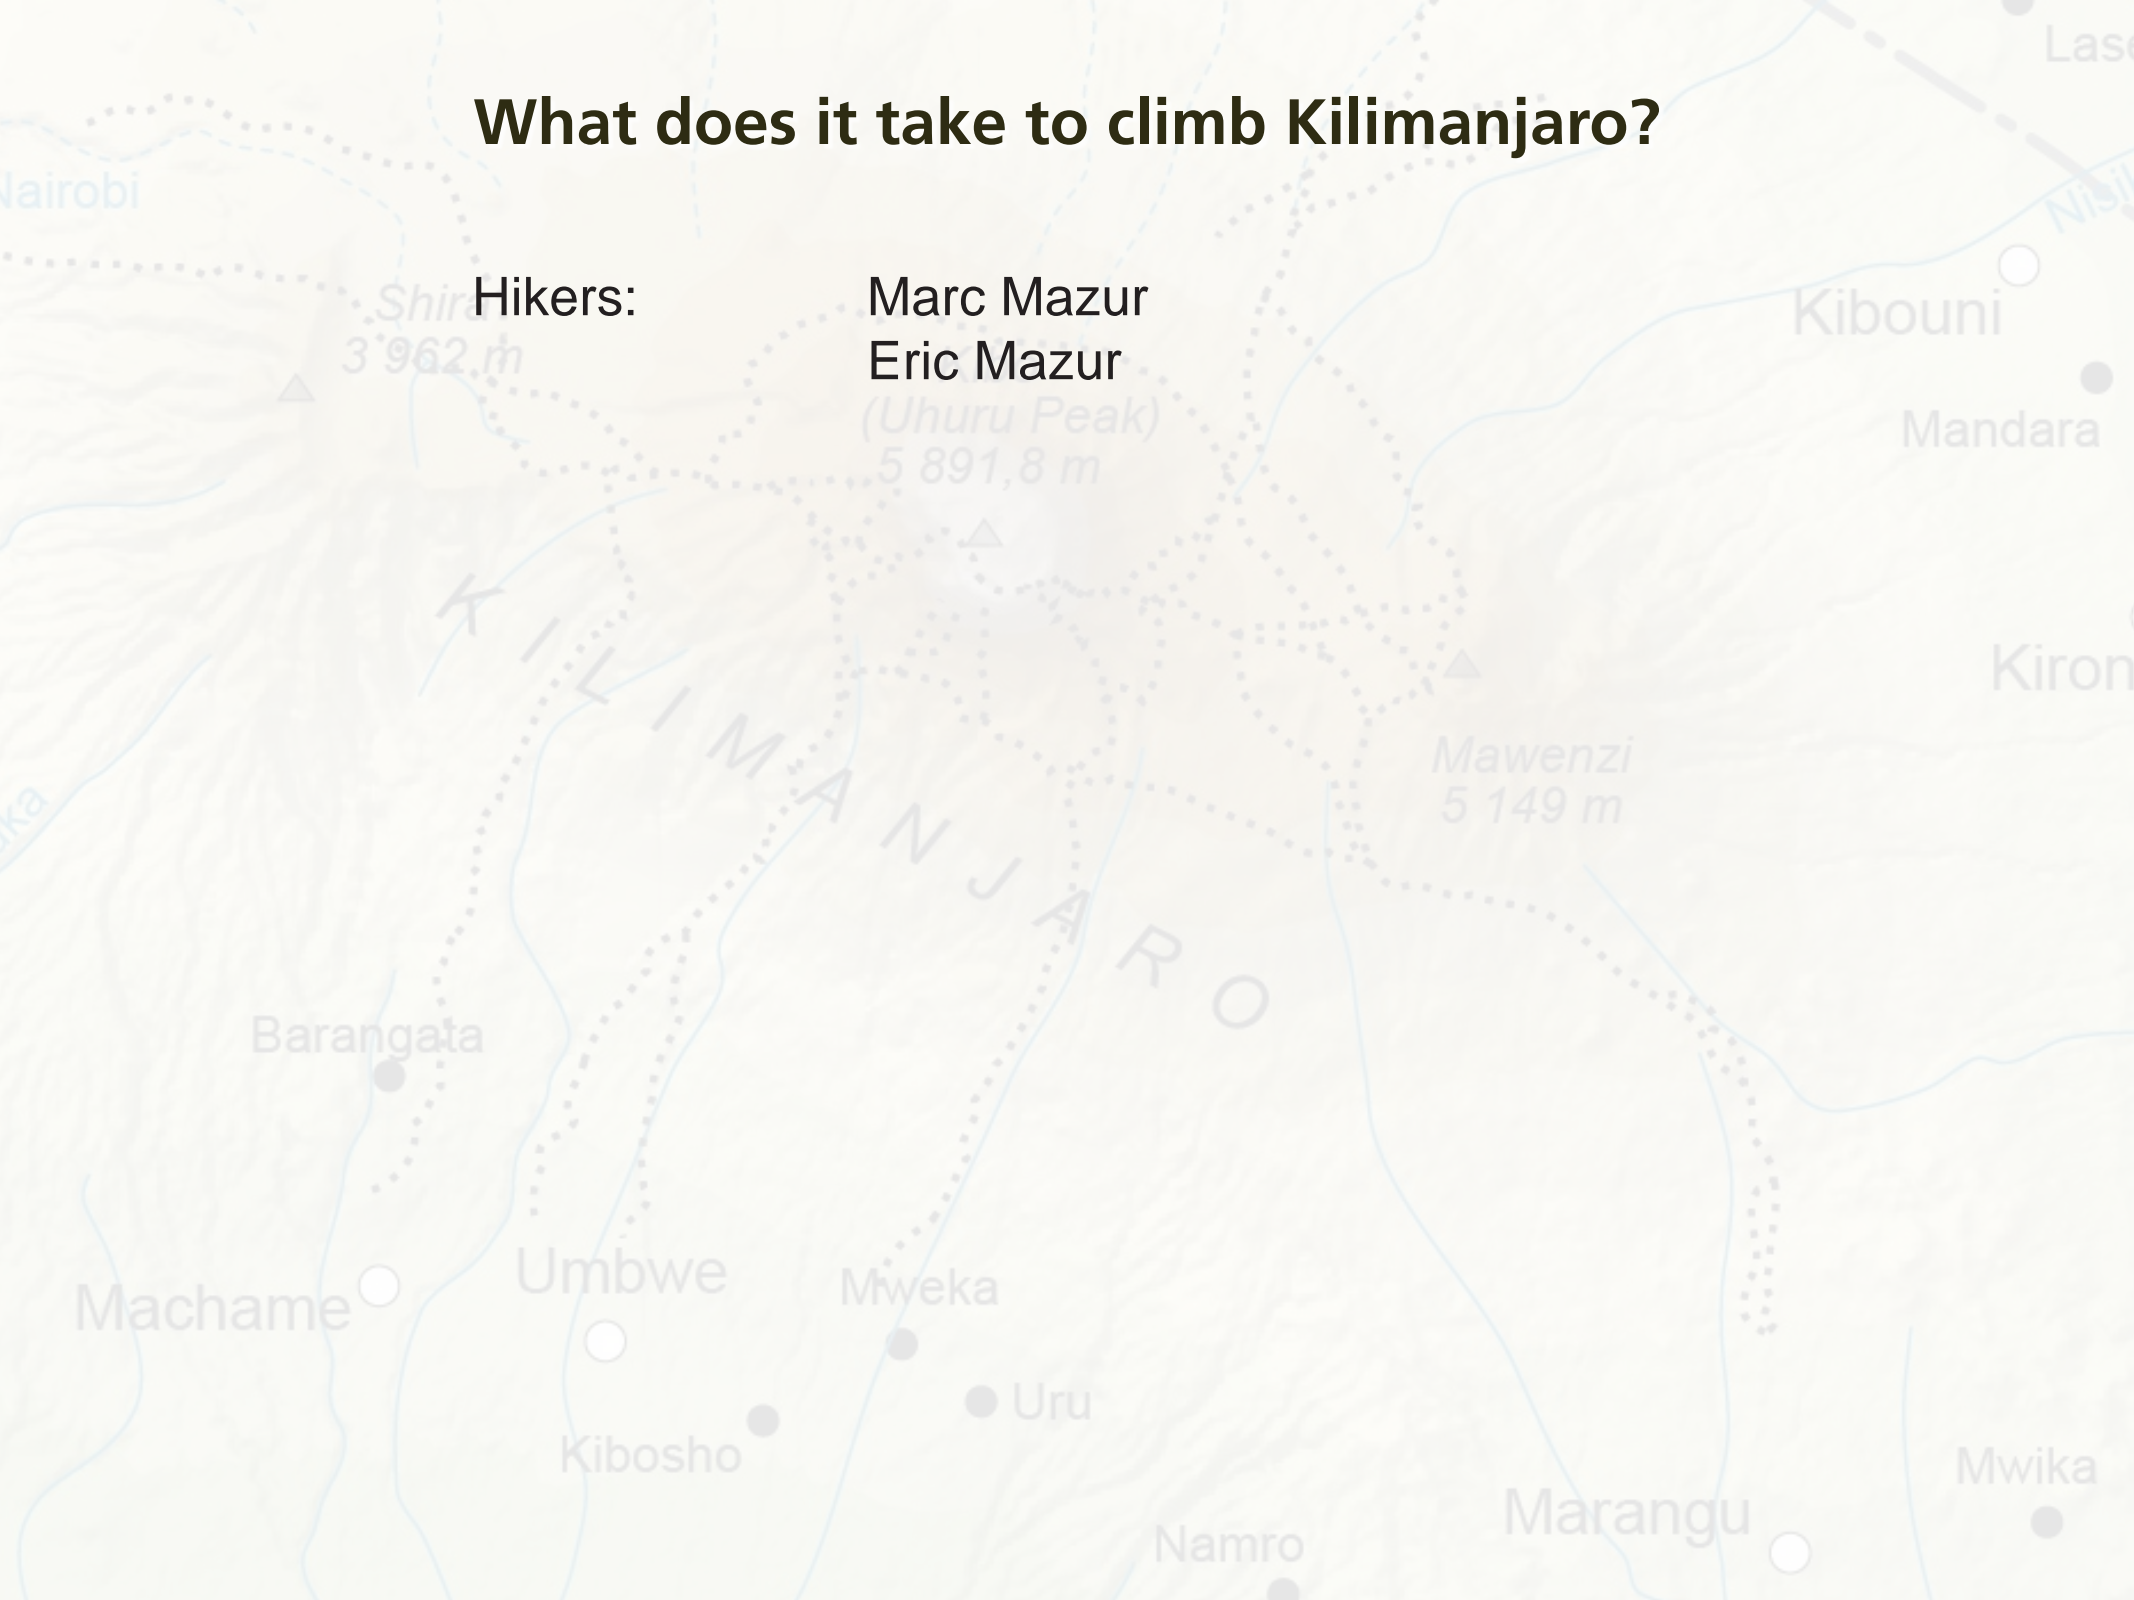 What does it take to climb Kilimanjaro?
Hikers: Marc Mazur
Eric Mazur
Nairobi
Shira
3 962 m
(Uhuru Peak)
5 891,8 m
Kibouni
Mandara
KILIMANJARO
Mawenzi
5 149 m
Barangata
Machame
Umbwe
Mweka
Uru
Kibosho
Namro
Marangu
Mwika